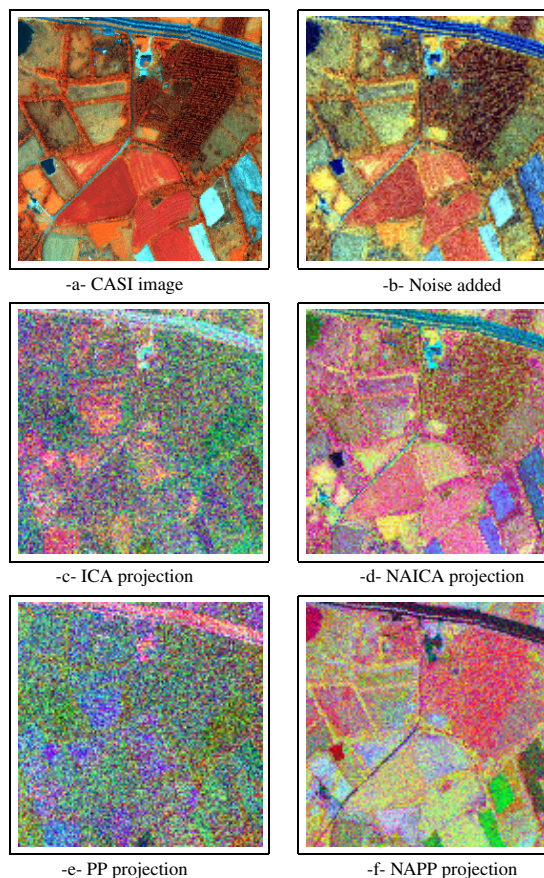 -a- CASI image
-b- Noise added
-c- ICA projection
-d- NAICA projection
-e- PP projection
-f- NAPP projection